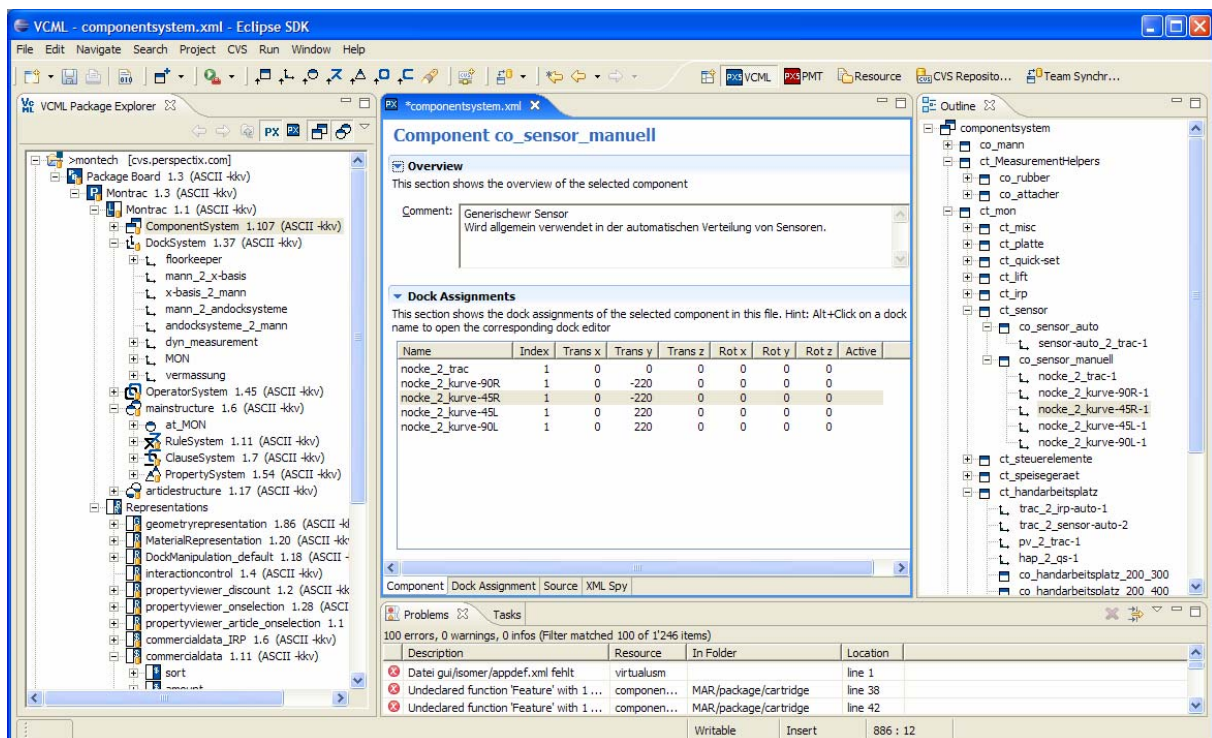 VCML - componentsystem.xml - Eclipse SDK
File Edit Navigate Search Project CVS Run Window Help
PXS VCML PXS PMT Resource CVS Reposito... Team Synchr...
VCML Package Explorer
PX PX
>montech [cvs.perspectix.com]
Package Board 1.3 (ASCII -kkv)
Montrac 1.3 (ASCII -kkv)
Montrac 1.1 (ASCII -kkv)
ComponentSystem 1.107 (ASCII -kkv)
DockSystem 1.37 (ASCII -kkv)
floorkeeper
mann_2_x-basis
x-basis_2_mann
mann_2_andocksysteme
andocksysteme_2_mann
dyn_measurement
MON
vermassung
OperatorSystem 1.45 (ASCII -kkv)
mainstructure 1.6 (ASCII -kkv)
at_MON
RuleSystem 1.11 (ASCII -kkv)
ClauseSystem 1.7 (ASCII -kkv)
PropertySystem 1.54 (ASCII -kkv)
articlestructure 1.17 (ASCII -kkv)
Representations
geometryrepresentation 1.86 (ASCII -kl
MaterialRepresentation 1.20 (ASCII -kk
DockManipulation_default 1.18 (ASCII -
interactioncontrol 1.4 (ASCII -kkv)
propertyviewer_discount 1.2 (ASCII -kk
propertyviewer_onselection 1.28 (ASCI
propertyviewer_article_onselection 1.1
commercialdata_IRP 1.6 (ASCII -kkv)
commercialdata 1.11 (ASCII -kkv)
sort
amount
PX *componentsystem.xml
Component co_sensor_manuell
Overview
This section shows the overview of the selected component
Comment: Generischewr Sensor
Wird allgemein verwendet in der automatischen Verteilung von Sensoren.
Dock Assignments
This section shows the dock assignments of the selected component in this file. Hint: Alt+Click on a dock
name to open the corresponding dock editor
Name Index Trans x Trans y Trans z Rot x Rot y Rot z Active
nocke_2_trac 1 0 0 0 0 0 0
nocke_2_kurve-90R 1 0 -220 0 0 0 0
nocke_2_kurve-45R 1 0 -220 0 0 0 0
nocke_2_kurve-45L 1 0 220 0 0 0 0
nocke_2_kurve-90L 1 0 220 0 0 0 0
Component Dock Assignment Source XML Spy
Outline
componentsystem
co_mann
ct_MeasurementHelpers
co_rubber
co_attacher
ct_mon
ct_misc
ct_platte
ct_quick-set
ct_lift
ct_irp
ct_sensor
co_sensor_auto
sensor-auto_2_trac-1
co_sensor_manuell
nocke_2_trac-1
nocke_2_kurve-90R-1
nocke_2_kurve-45R-1
nocke_2_kurve-45L-1
nocke_2_kurve-90L-1
ct_steuerelemente
ct_speisegeraet
ct_handarbeitsplatz
trac_2_irp-auto-1
trac_2_sensor-auto-2
pv_2_trac-1
hap_2_qs-1
co_handarbeitsplatz_200_300
co_handarbeitsplatz_200_400
Problems Tasks
100 errors, 0 warnings, 0 infos (Filter matched 100 of 1'246 items)
Description Resource In Folder Location
Datei gui/isomer/appdef.xml fehlt virtualusm line 1
Undeclared function 'Feature' with 1 ... componen... MAR/package/cartridge line 38
Undeclared function 'Feature' with 1 ... componen... MAR/package/cartridge line 42
Writable Insert 886 : 12